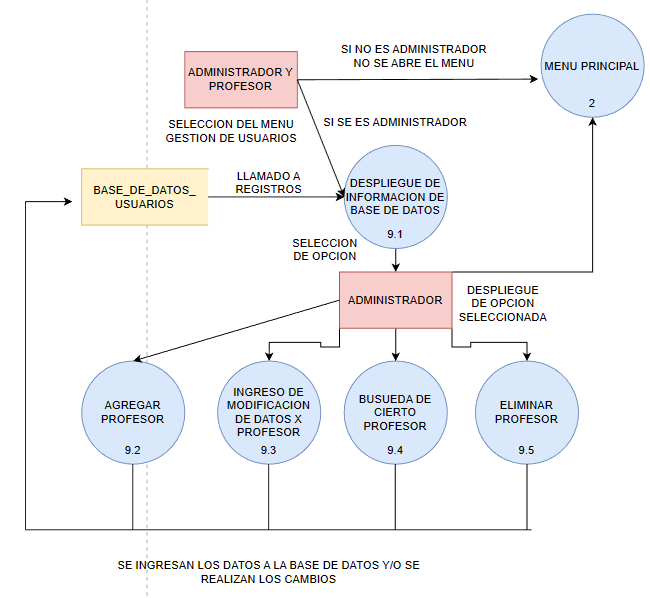 SI NO ES ADMINISTRADOR
NO SE ABRE EL MENU
MENU PRINCIPAL
2
ADMINISTRADOR Y
PROFESOR
SELECCION DEL MENU
GESTION DE USUARIOS
SI SE ES ADMINISTRADOR
BASE_DE_DATOS_
USUARIOS
LLAMADO A
REGISTROS
DESPLIEGUE DE
INFORMACION DE
BASE DE DATOS
9.1
SELECCION
DE OPCION
ADMINISTRADOR
DESPLIEGUE
DE OPCION
SELECCIONADA
AGREGAR
PROFESOR
9.2
INGRESO DE
MODIFICACION
DE DATOS X
PROFESOR
9.3
BUSUEDA DE
CIERTO
PROFESOR
9.4
ELIMINAR
PROFESOR
9.5
SE INGRESAN LOS DATOS A LA BASE DE DATOS Y/O SE
REALIZAN LOS CAMBIOS